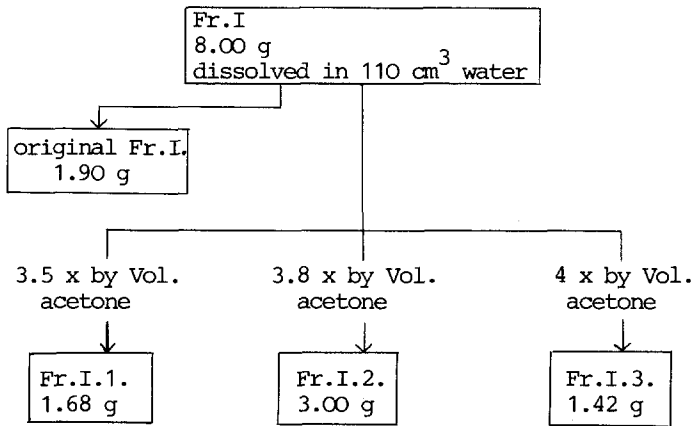 Fr.I
8.00 g
dissolved in 110 cm³ water
original Fr.I.
1.90 g
3.5 x by Vol.
acetone
3.8 x by Vol.
acetone
4 x by Vol.
acetone
Fr.I.1.
1.68 g
Fr.I.2.
3.00 g
Fr.I.3.
1.42 g